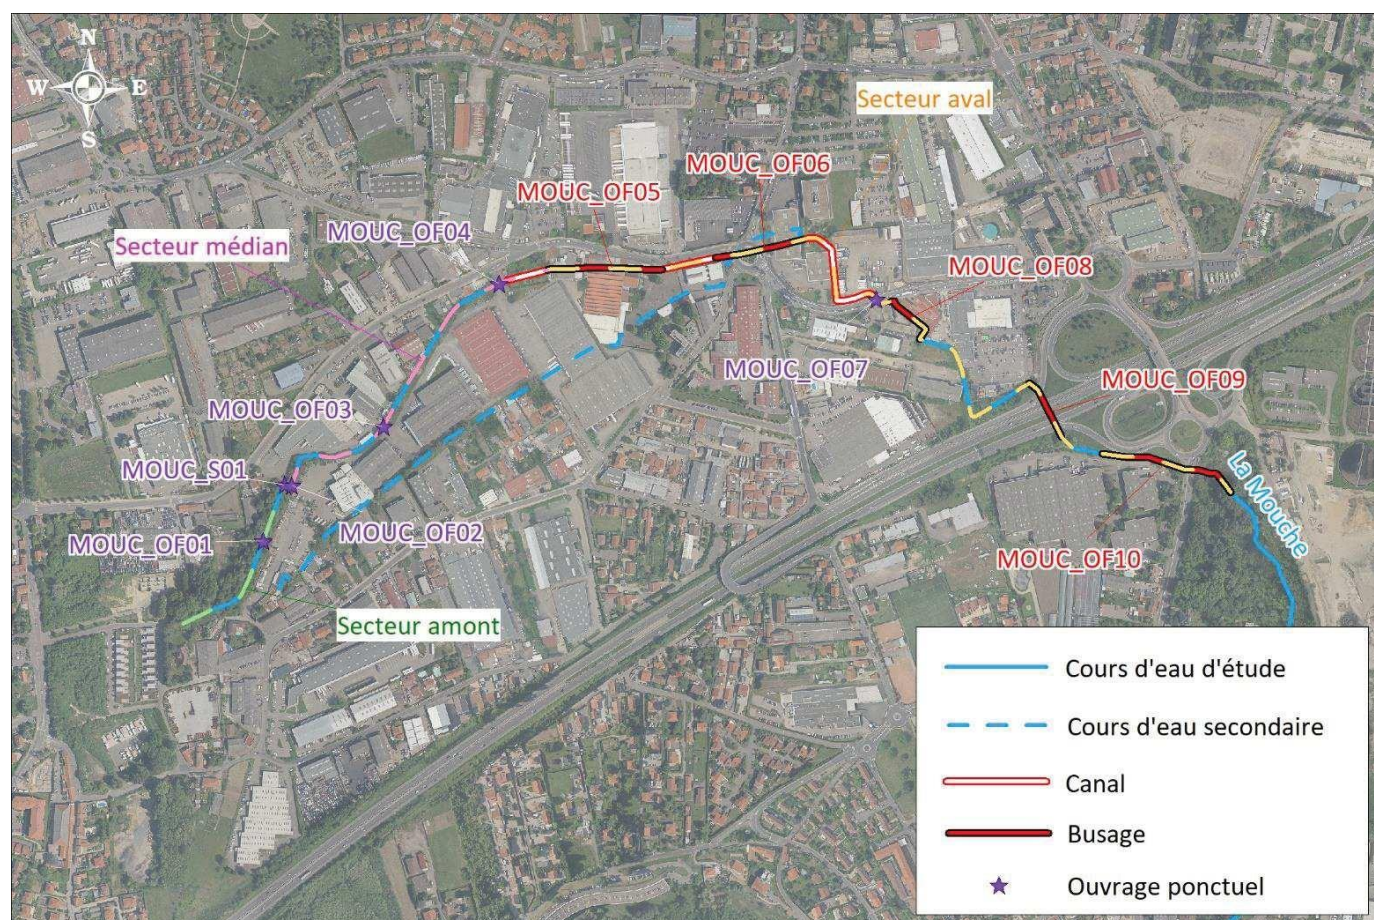 N
W E
S
Secteur aval
MOUC_OF06
MOUC_OF05
MOUC_OF04
Secteur médian
MOUC_OF08
MOUC_OF07
MOUC_OF09
MOUC_OF03
MOUC_S01
La Mouche
MOUC_OF02
MOUC_OF01
MOUC_OF10
Secteur amont
Cours d'eau d'étude
Cours d'eau secondaire
Canal
Busage
Ouvrage ponctuel